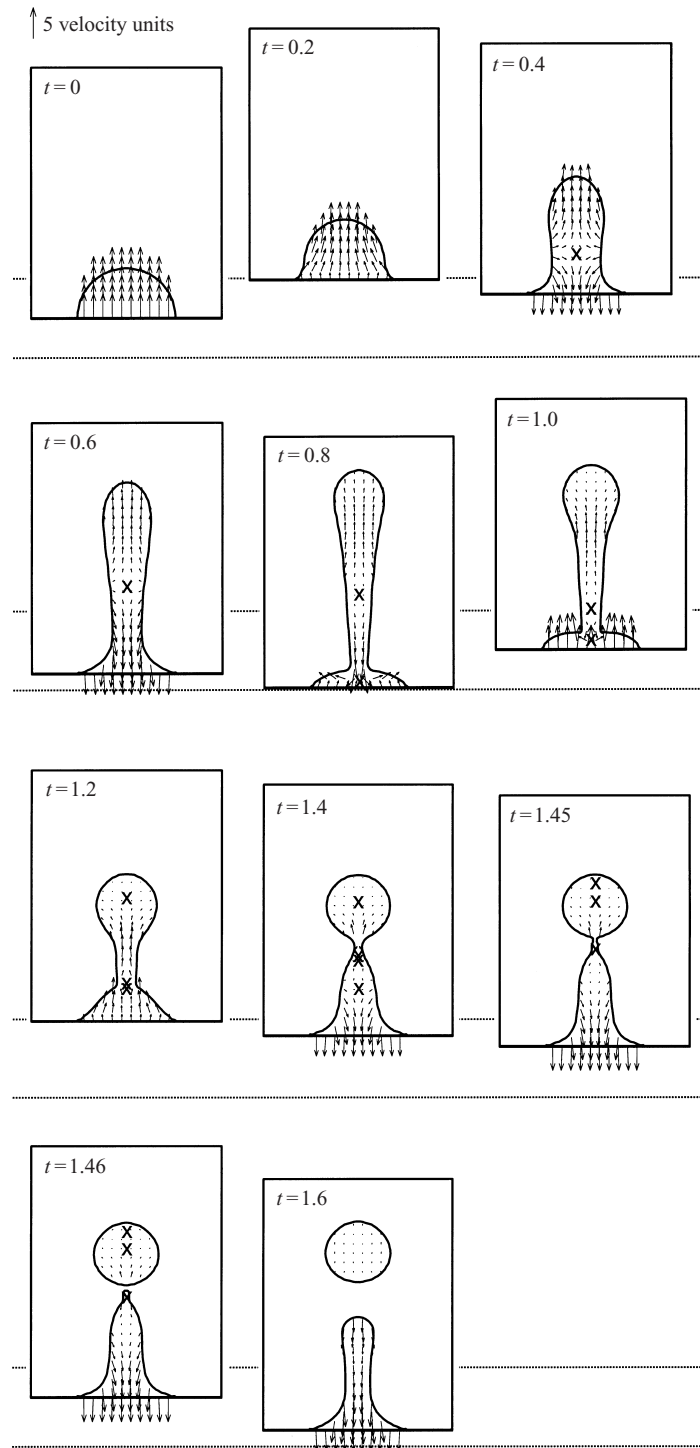 5 velocity units
t = 0
t = 0.2
t = 0.4
X
t = 0.6
X
t = 0.8
X
X
t = 1.0
X
X
t = 1.2
X
X
X
t = 1.4
X
X
X
X
t = 1.45
X
X
X
t = 1.46
X
X
X
t = 1.6